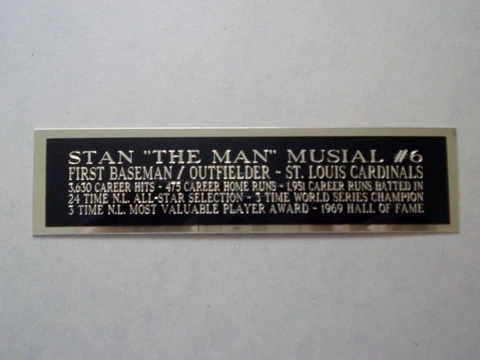 STAN "THE MAN" MUSIAL #6
FIRST BASEMAN / OUTFIELDER ~ ST. LOUIS CARDINALS
3,630 CAREER HITS ~ 475 CAREER HOME RUNS ~ 1,951 CAREER RUNS BATTED IN
24 TIME N.L. ALL-STAR SELECTION ~ 3 TIME WORLD SERIES CHAMPION
3 TIME N.L. MOST VALUABLE PLAYER AWARD ~ 1969 HALL OF FAME